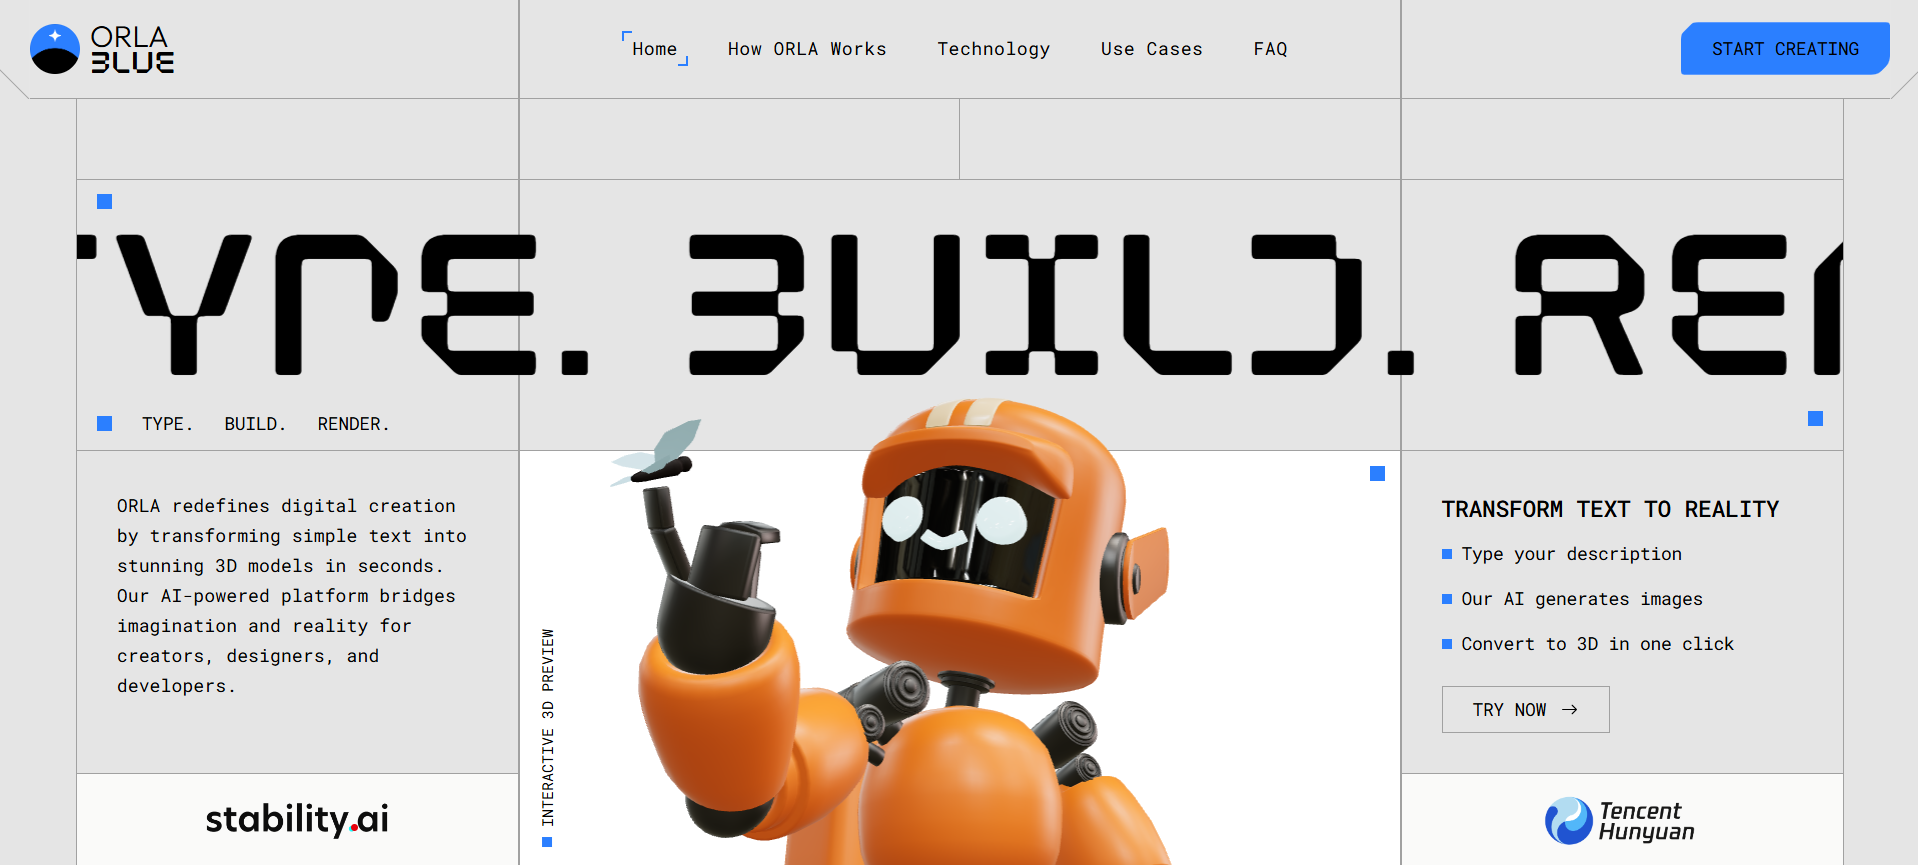 ORLA
BLUE
Home
How ORLA Works
Technology
Use Cases
FAQ
START CREATING
TYPE. BUILD. REN
TYPE. BUILD. RENDER.
ORLA redefines digital creation
by transforming simple text into
stunning 3D models in seconds.
Our AI-powered platform bridges
imagination and reality for
creators, designers, and
developers.
stability.ai
INTERACTIVE 3D PREVIEW
TRANSFORM TEXT TO REALITY
Type your description
Our AI generates images
Convert to 3D in one click
TRY NOW →
Tencent
Hunyuan